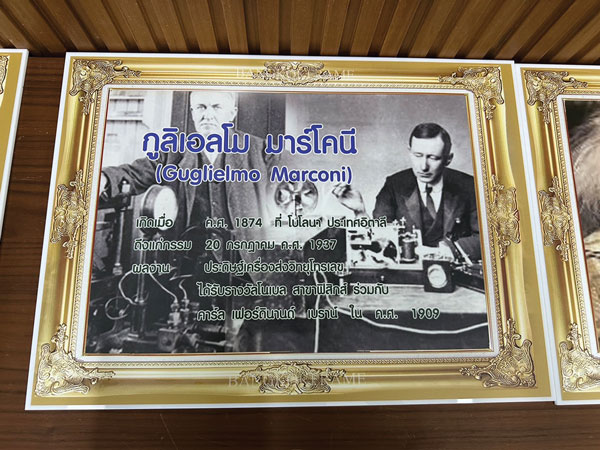 กูลิเอลโม มาร์โคนี
(Guglielmo Marconi)
เกิดเมื่อ ค.ศ. 1874 ที่ โบโลนา ประเทศอิตาลี
ถึงแก่กรรม 20 กรกฎาคม ค.ศ. 1937
ผลงาน ประดิษฐ์เครื่องส่งวิทยุโทรเลข
ได้รับรางวัลโนเบล สาขาฟิสิกส์ ร่วมกับ
คาร์ล เฟอร์ดินานด์ เบราน์ ใน ค.ศ. 1909